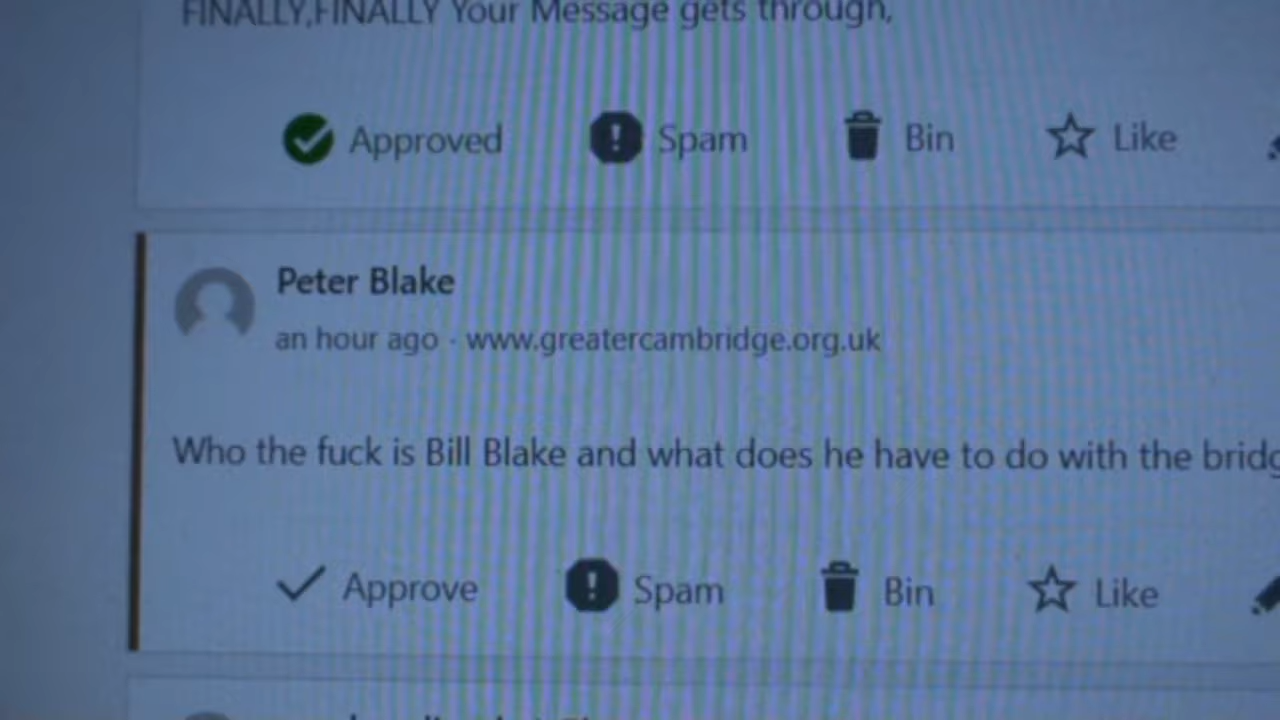 FINALLY,FINALLY Your Message gets through,
Approved Spam Bin Like
Peter Blake
an hour ago · www.greatercambridge.org.uk
Who the fuck is Bill Blake and what does he have to do with the
Approve Spam Bin Like